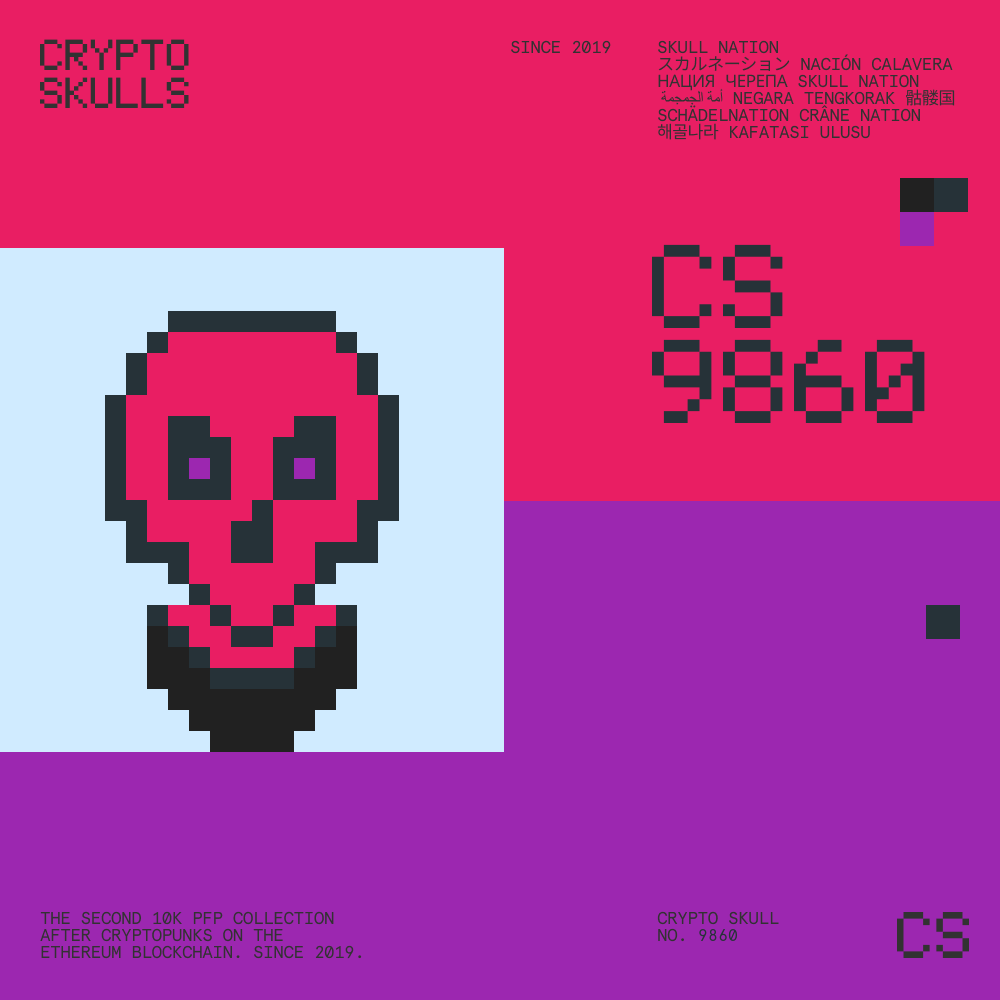 CRYPTO
SKULLS
SINCE 2019
SKULL NATION
スカルネーション NACIÓN CALAVERA
НАЦИЯ ЧЕРЕПА SKULL NATION
أمة الجمجمة NEGARA TENGKORAK 骷髅国
SCHÄDELNATION CRÂNE NATION
해골나라 KAFATASI ULUSU
CS
9860
THE SECOND 10K PFP COLLECTION
AFTER CRYPTOPUNKS ON THE
ETHEREUM BLOCKCHAIN. SINCE 2019.
CRYPTO SKULL
NO. 9860
CS